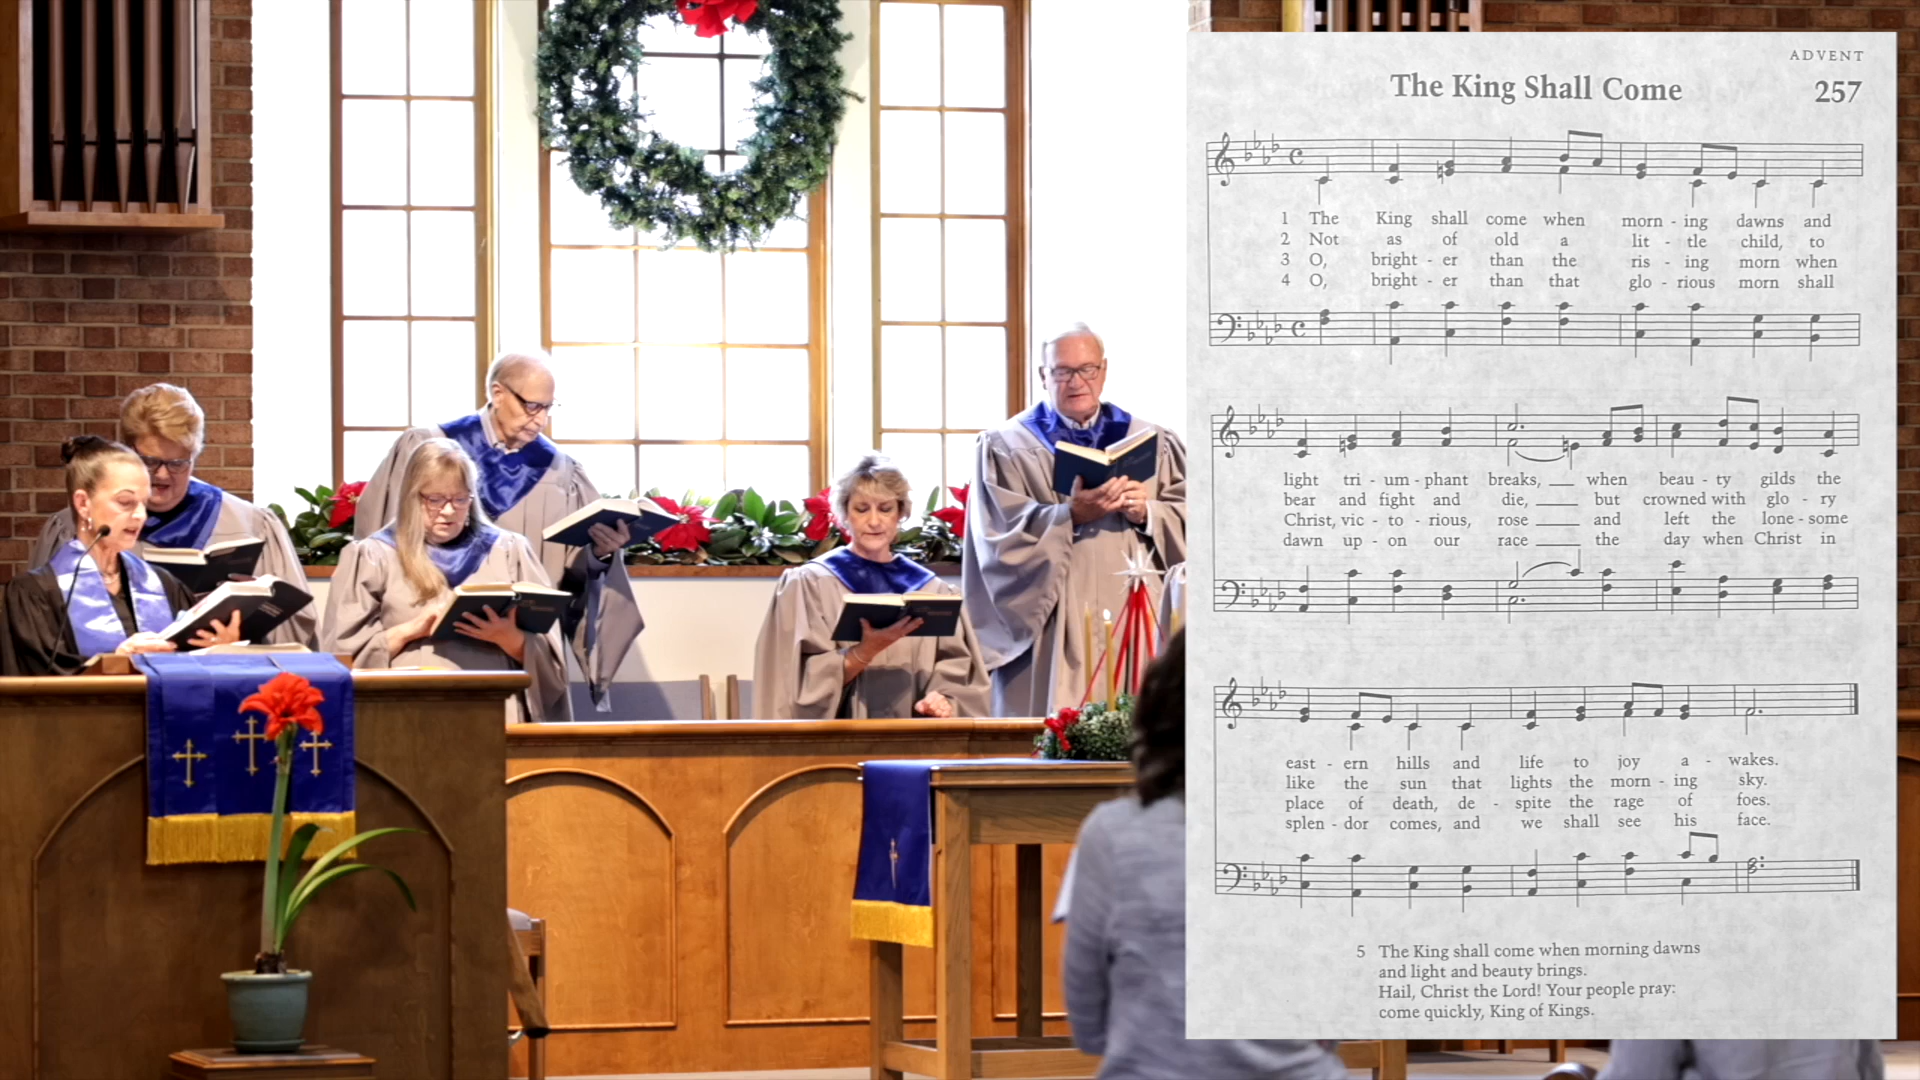 ADVENT
The King Shall Come 257
1 The King shall come when morn - ing dawns and
2 Not as of old a lit - tle child, to
3 O, bright - er than the ris - ing morn when
4 O, bright - er than that glo - rious morn shall
light tri - um - phant breaks, when beau - ty gilds the
bear and fight and die, but crowned with glo - ry
Christ, vic - to - rious, rose and left the lone - some
dawn up - on our race the day when Christ in
east - ern hills and life to joy a - wakes.
like the sun that lights the morn - ing sky.
place of death, de - spite the rage of foes.
splen - dor comes, and we shall see his face.
5 The King shall come when morning dawns
and light and beauty brings.
Hail, Christ the Lord! Your people pray:
come quickly, King of Kings.